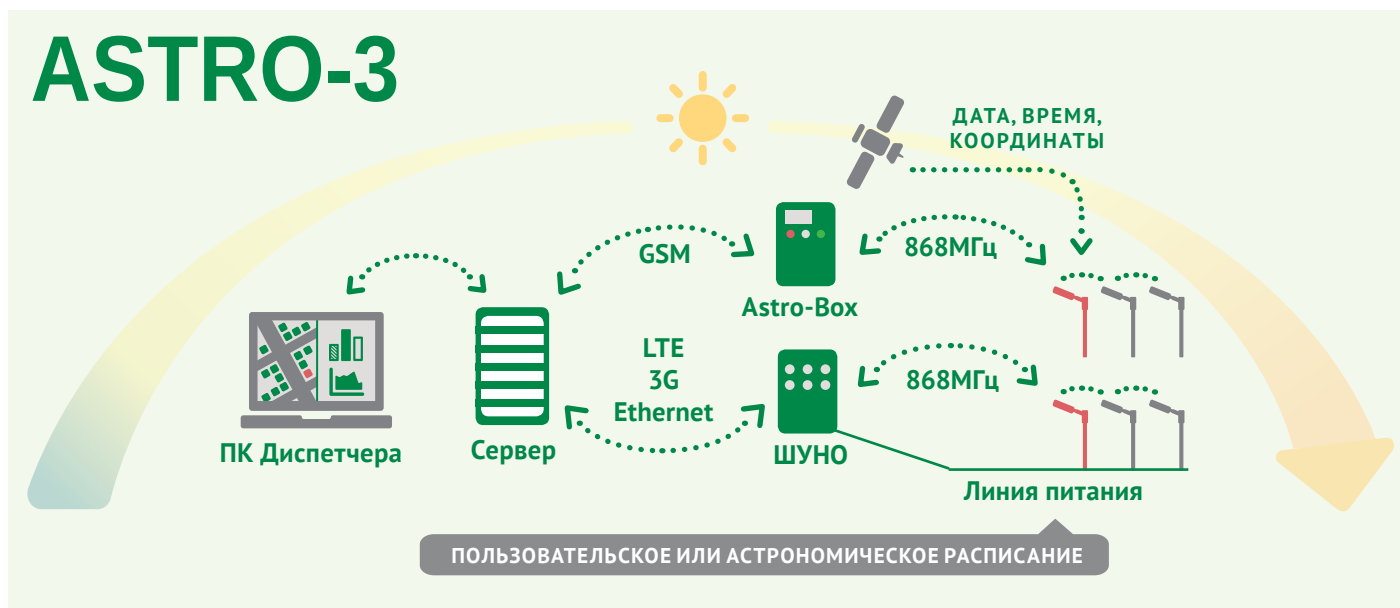 ASTRO-3
ДАТА, ВРЕМЯ,
КООРДИНАТЫ
GSM
868МГц
Astro-Box
LTE
3G
Ethernet
868МГц
ПК Диспетчера
Сервер
ШУНО
Линия питания
ПОЛЬЗОВАТЕЛЬСКОЕ ИЛИ АСТРОНОМИЧЕСКОЕ РАСПИСАНИЕ